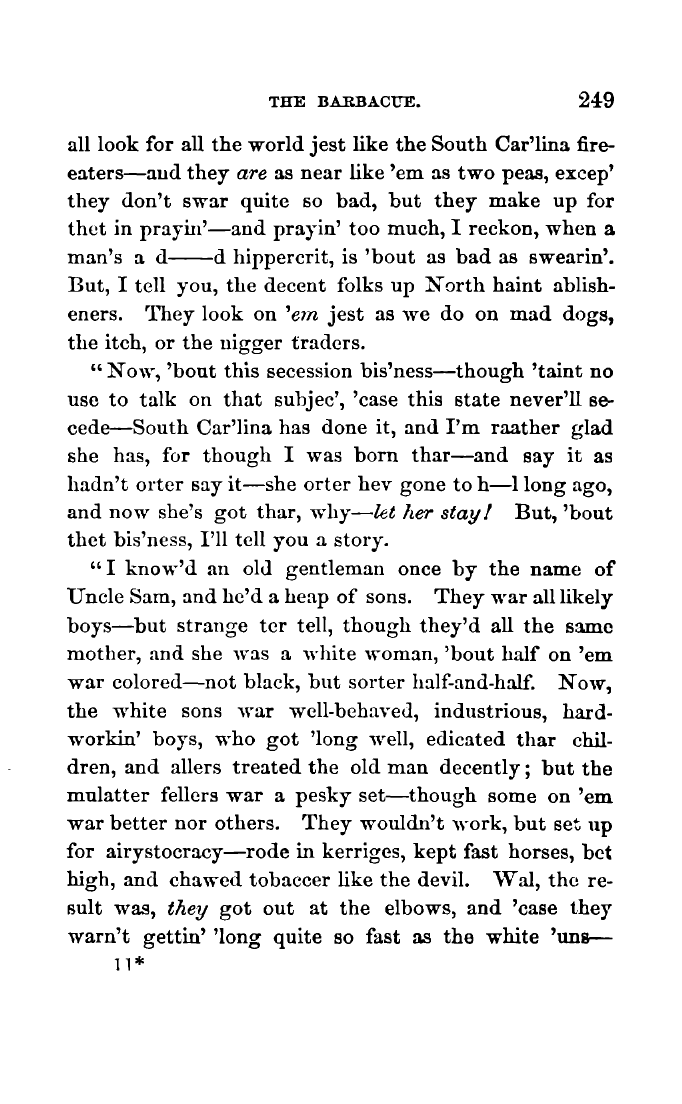 THE BARBACUE. 249
all look for all the world jest like the South Car'lina fire-
eaters—and they are as near like 'em as two peas, excep'
they don't swar quite so bad, but they make up for
thet in prayin'—and prayin' too much, I reckon, when a
man's a d——d hippercrit, is 'bout as bad as swearin'.
But, I tell you, the decent folks up North haint ablish-
eners. They look on 'em jest as we do on mad dogs,
the itch, or the nigger traders.
"Now, 'bout this secession bis'ness—though 'taint no
use to talk on that subjec', 'case this state never'll se-
cede—South Car'lina has done it, and I'm raather glad
she has, for though I was born thar—and say it as
hadn't orter say it—she orter hev gone to h—l long ago,
and now she's got thar, why—let her stay! But, 'bout
thet bis'ness, I'll tell you a story.
"I know'd an old gentleman once by the name of
Uncle Sam, and he'd a heap of sons. They war all likely
boys—but strange ter tell, though they'd all the same
mother, and she was a white woman, 'bout half on 'em
war colored—not black, but sorter half-and-half. Now,
the white sons war well-behaved, industrious, hard-
workin' boys, who got 'long well, edicated thar chil-
dren, and allers treated the old man decently; but the
mulatter fellers war a pesky set—though some on 'em
war better nor others. They wouldn't work, but set up
for airystocracy—rode in kerriges, kept fast horses, bet
high, and chawed tobaccer like the devil. Wal, the re-
sult was, they got out at the elbows, and 'case they
warn't gettin' 'long quite so fast as the white 'uns—
11*